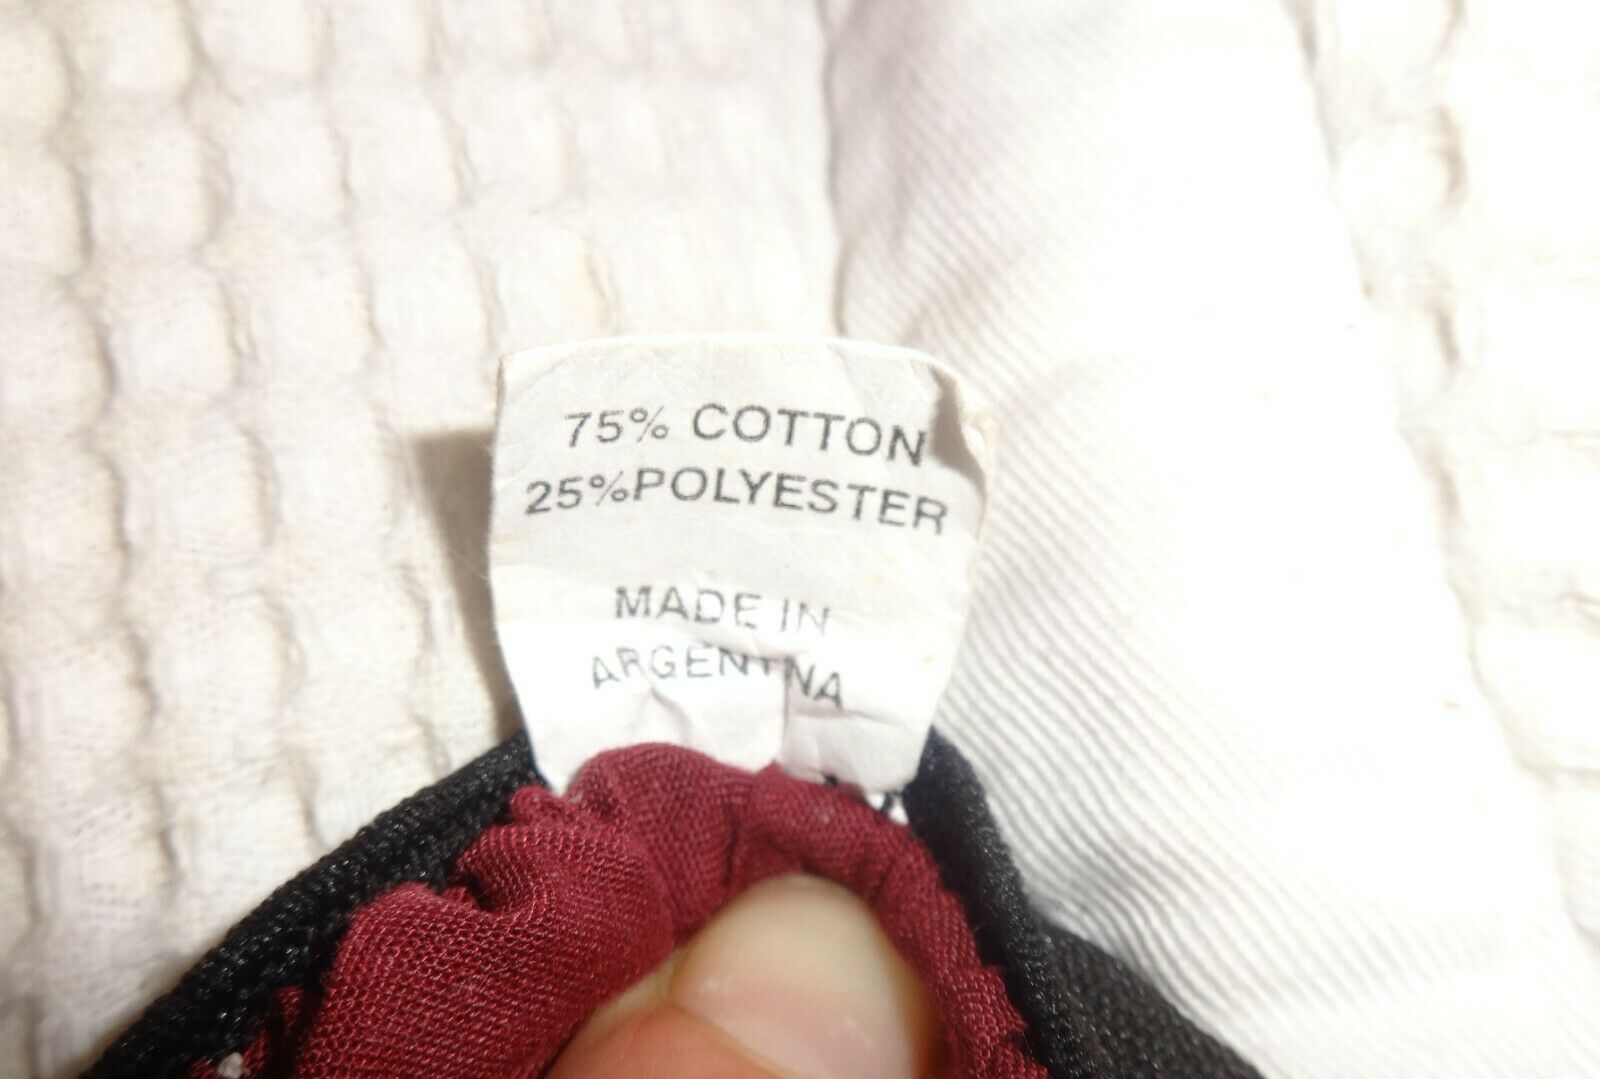 75% COTTON
25%POLYESTER
MADE IN
ARGENTINA